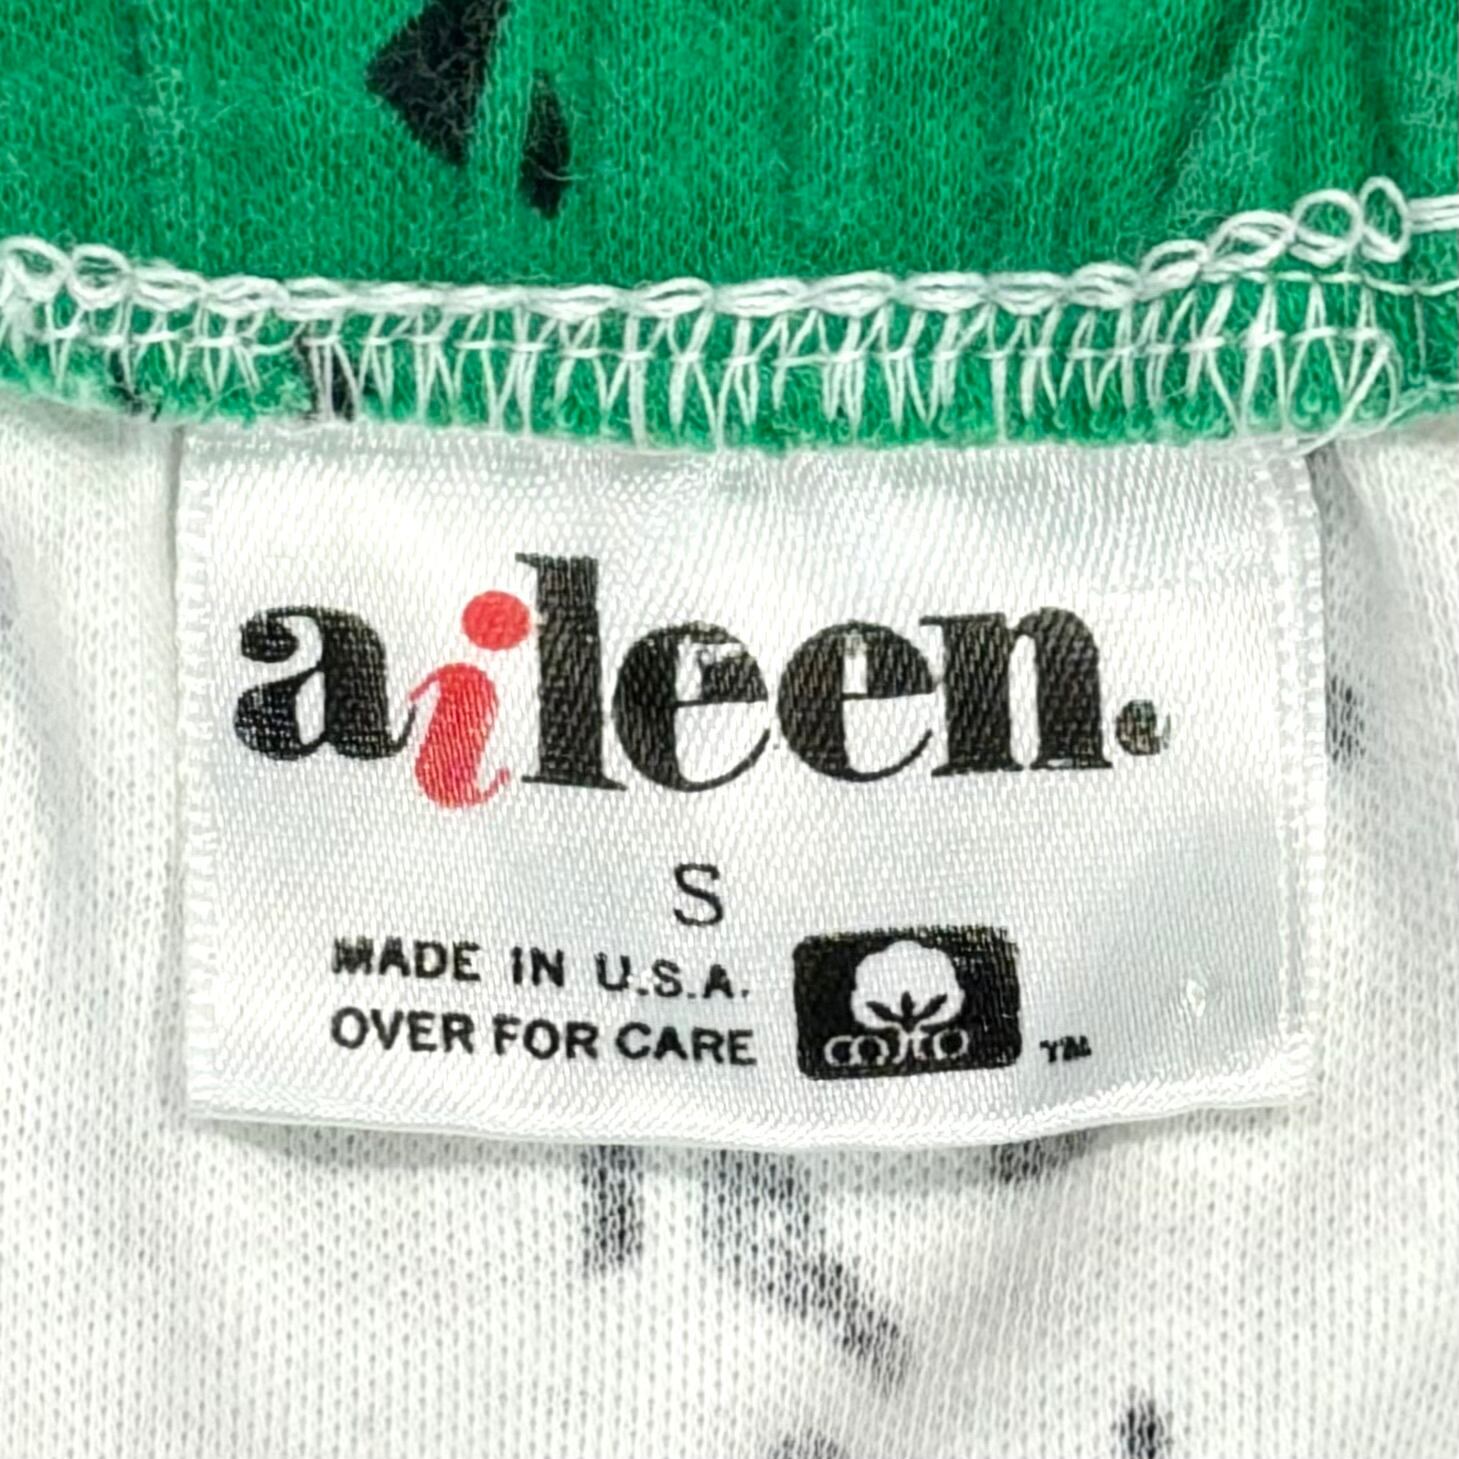 aileen.
S
MADE IN U.S.A.
OVER FOR CARE
TM